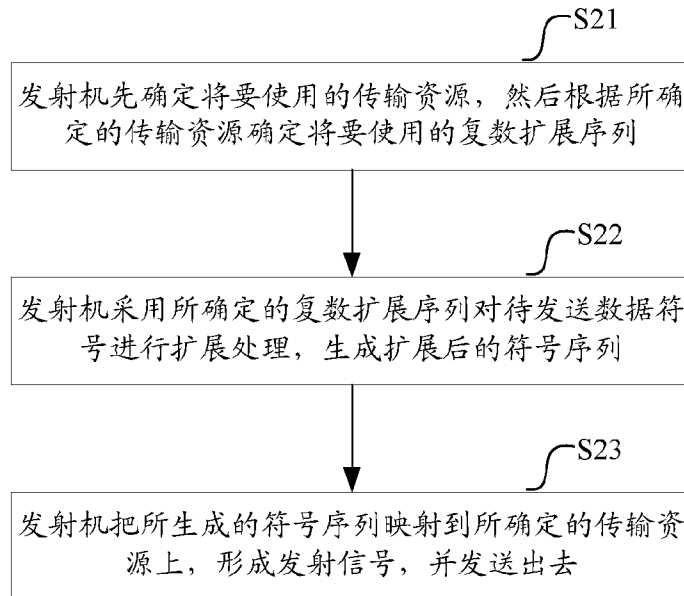 S21
发射机先确定将要使用的传输资源，然后根据所确
定的传输资源确定将要使用的复数扩展序列
S22
发射机采用所确定的复数扩展序列对待发送数据符
号进行扩展处理，生成扩展后的符号序列
S23
发射机把所生成的符号序列映射到所确定的传输资
源上，形成发射信号，并发送出去